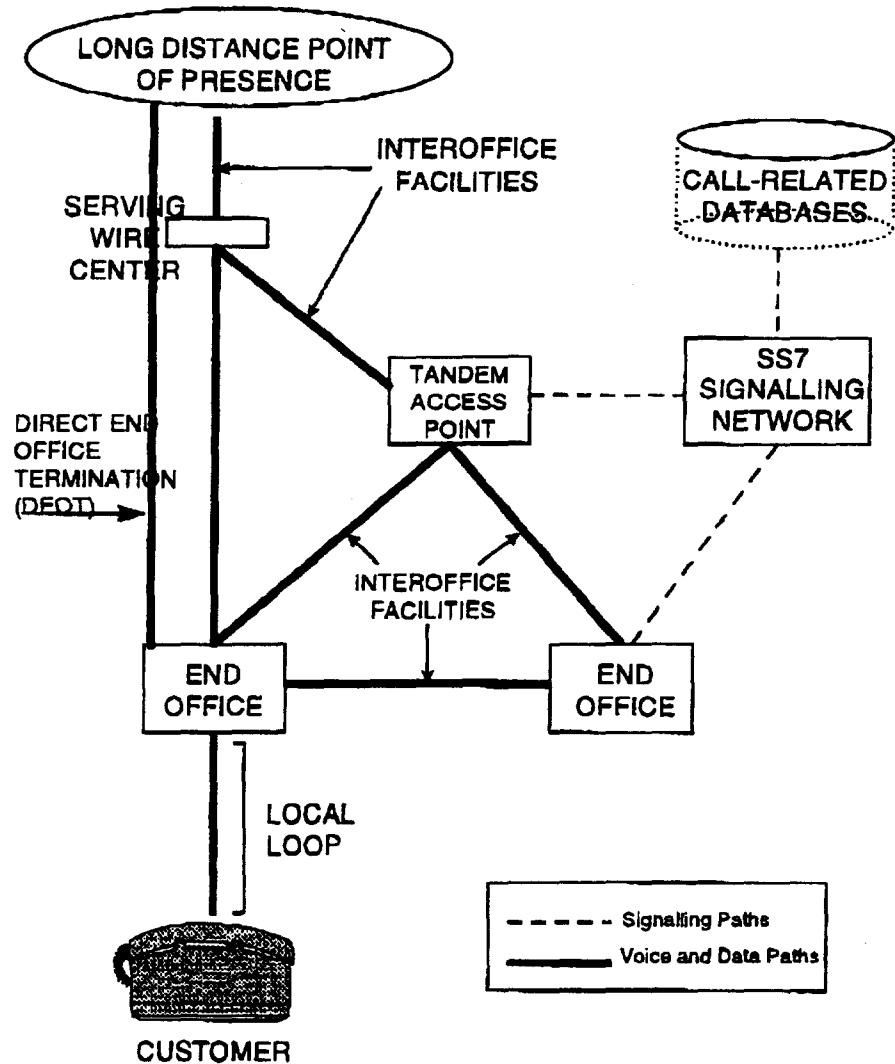 LONG DISTANCE POINT
OF PRESENCE
INTEROFFICE
FACILITIES
CALL-RELATED
DATABASES
SERVING
WIRE
CENTER
TANDEM
ACCESS
POINT
SS7
SIGNALLING
NETWORK
DIRECT END
OFFICE
TERMINATION
(DEOT)
INTEROFFICE
FACILITIES
END
OFFICE
END
OFFICE
LOCAL
LOOP
Signalling Paths
Voice and Data Paths
CUSTOMER